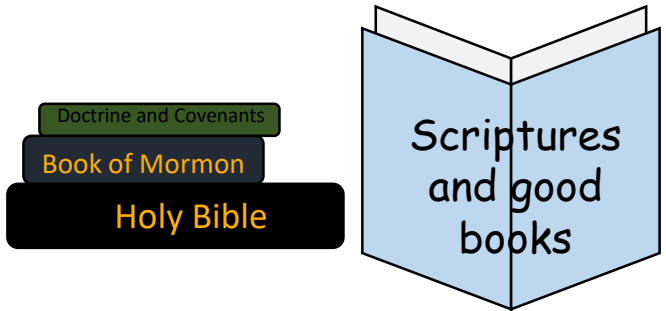 Doctrine and Covenants
Book of Mormon
Holy Bible
Scriptures
and good
books